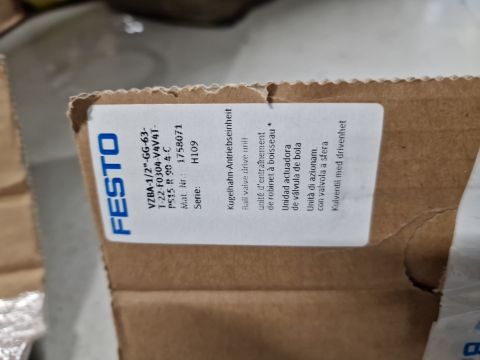 FESTO
VZBA-1/2"-GG-63-
T-22-F0304-V4V4T-
PS15-R-90-4-C
Mat. Nr.: 1758071
Serie: H109
Kugelhahn-Antriebseinheit
Ball valve drive unit
unité d'entraînement
de robinet à boisseau *
Unidad actuadora
de válvula de bola
Unità di azionam.
con valvola a sfera
Kulventil med drivenhet